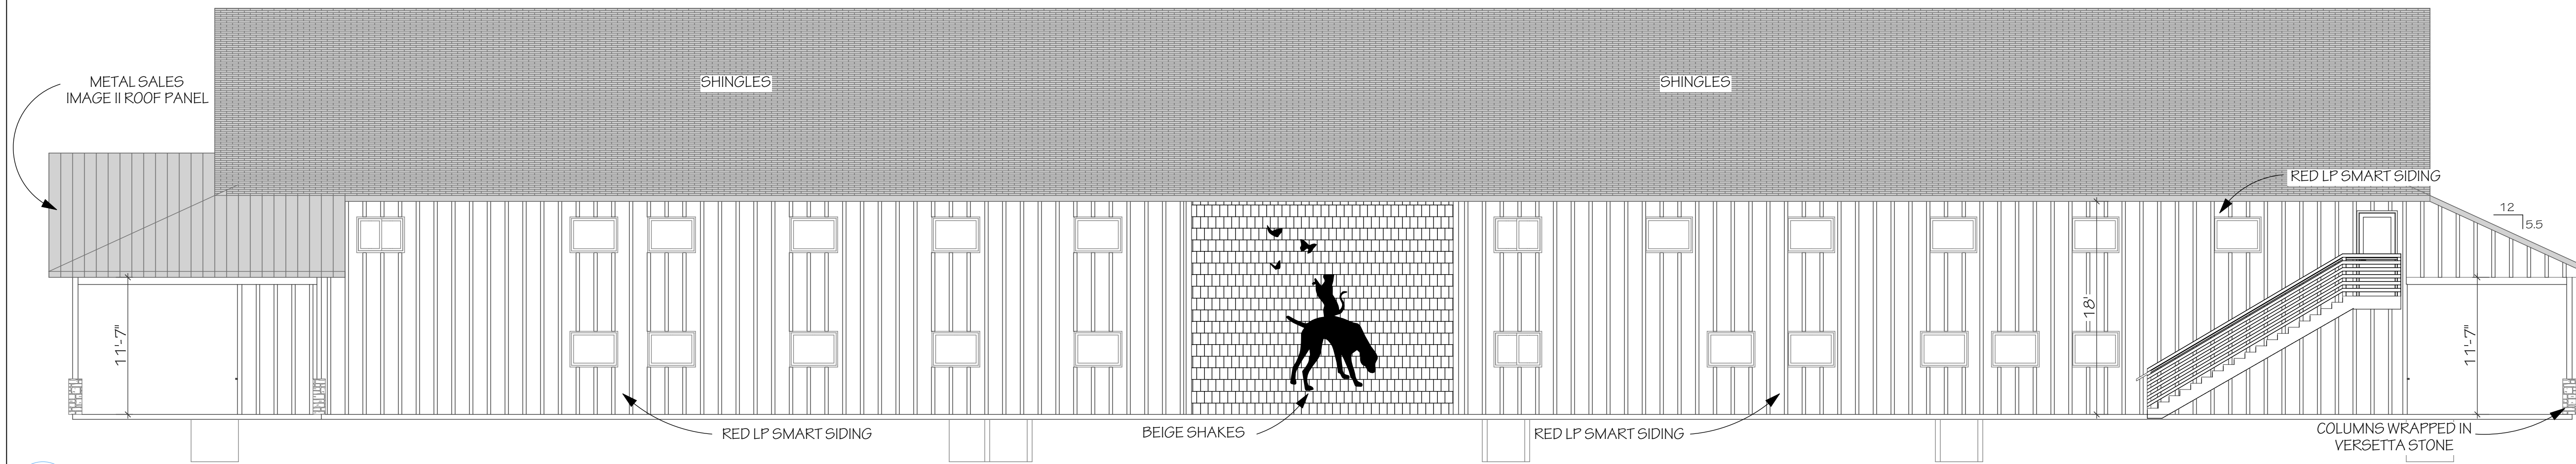 METAL SALES
IMAGE II ROOF PANEL
SHINGLES
SHINGLES
RED LP SMART SIDING
12
5.5
11'-7"
18'
11'-7"
RED LP SMART SIDING
BEIGE SHAKES
RED LP SMART SIDING
COLUMNS WRAPPED IN
VERSETTA STONE